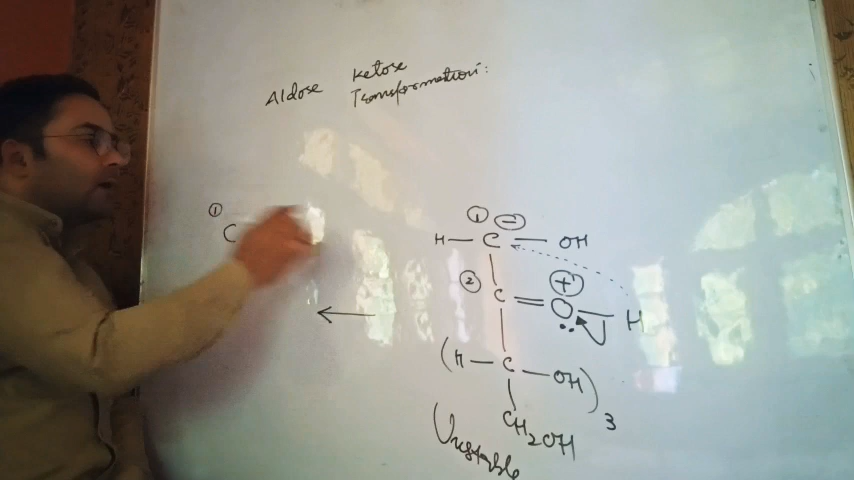 Aldose Ketose
Transformation:
①
C
① ⊖
H — C — OH
② C = O ⊕ — H
(H — C — OH)3
CH2OH
Unstable